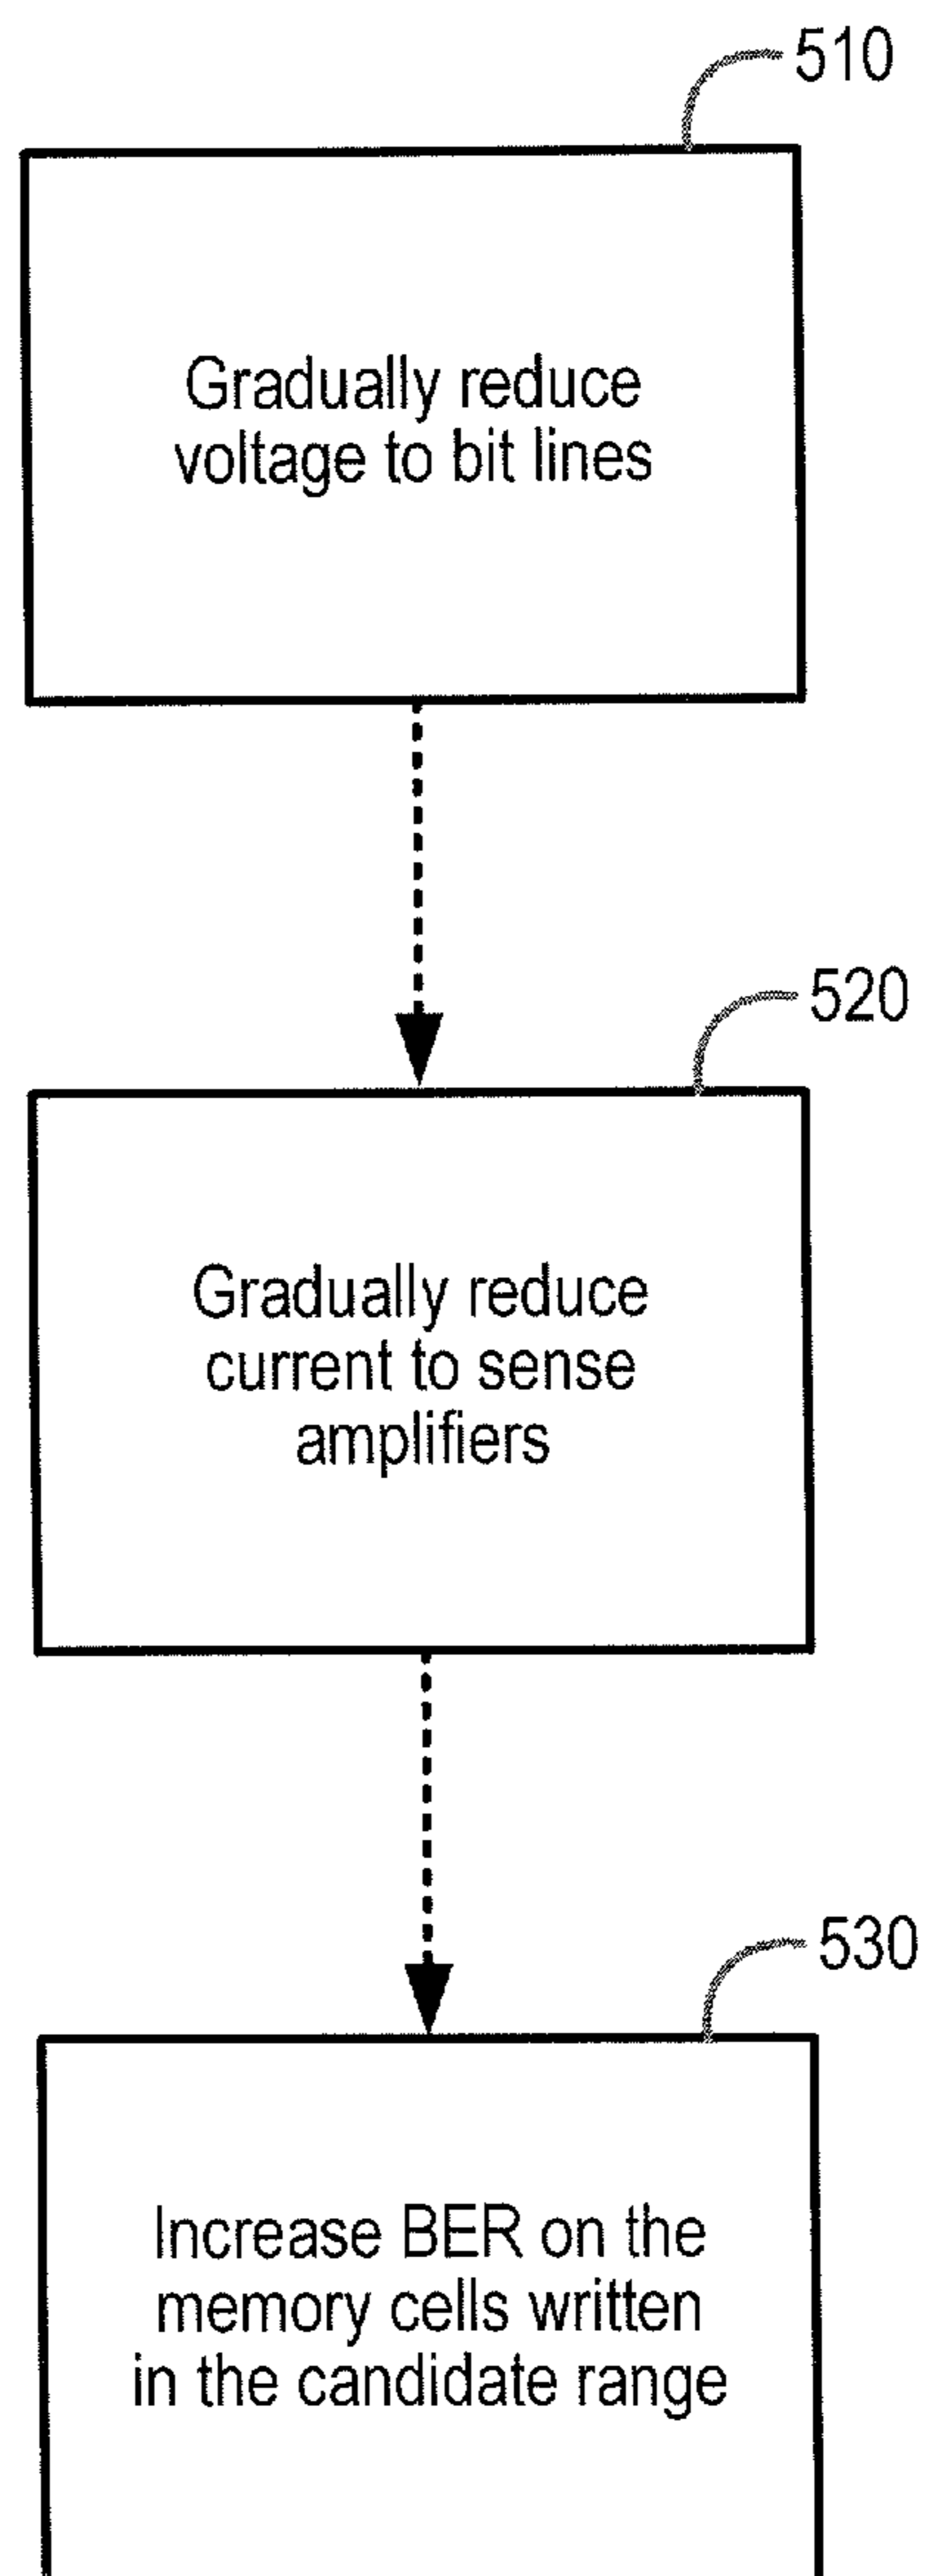 510
Gradually reduce
voltage to bit lines
520
Gradually reduce
current to sense
amplifiers
530
Increase BER on the
memory cells written
in the candidate range